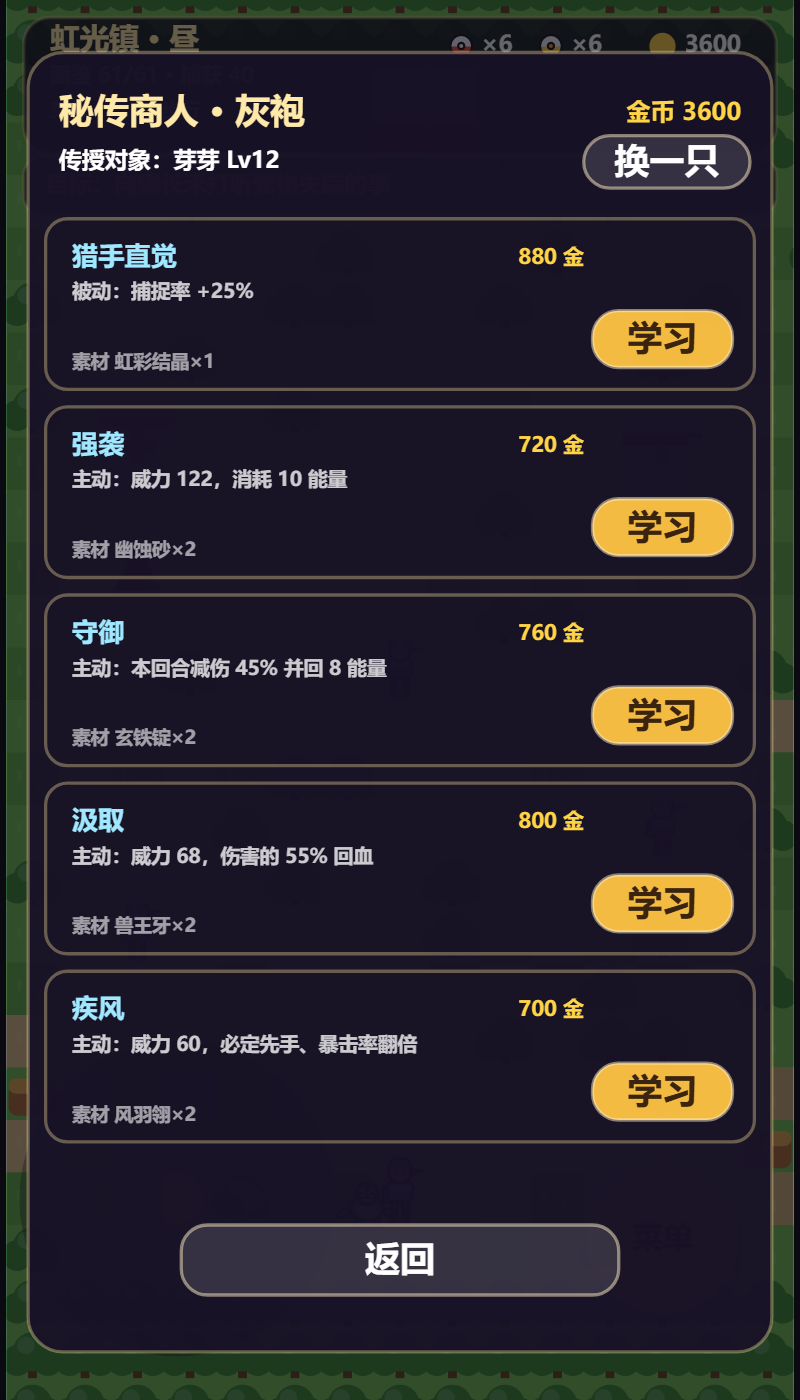 虹光镇·昼
×6 ×6 3600
秘传商人·灰袍
金币 3600
传授对象：芽芽 Lv12
换一只
猎手直觉
880 金
被动：捕捉率 +25%
学习
素材 虹彩结晶×1
强袭
720 金
主动：威力 122，消耗 10 能量
学习
素材 幽蚀砂×2
守御
760 金
主动：本回合减伤 45% 并回 8 能量
学习
素材 玄铁锭×2
汲取
800 金
主动：威力 68，伤害的 55% 回血
学习
素材 兽王牙×2
疾风
700 金
主动：威力 60，必定先手、暴击率翻倍
学习
素材 风羽翎×2
菜单
返回